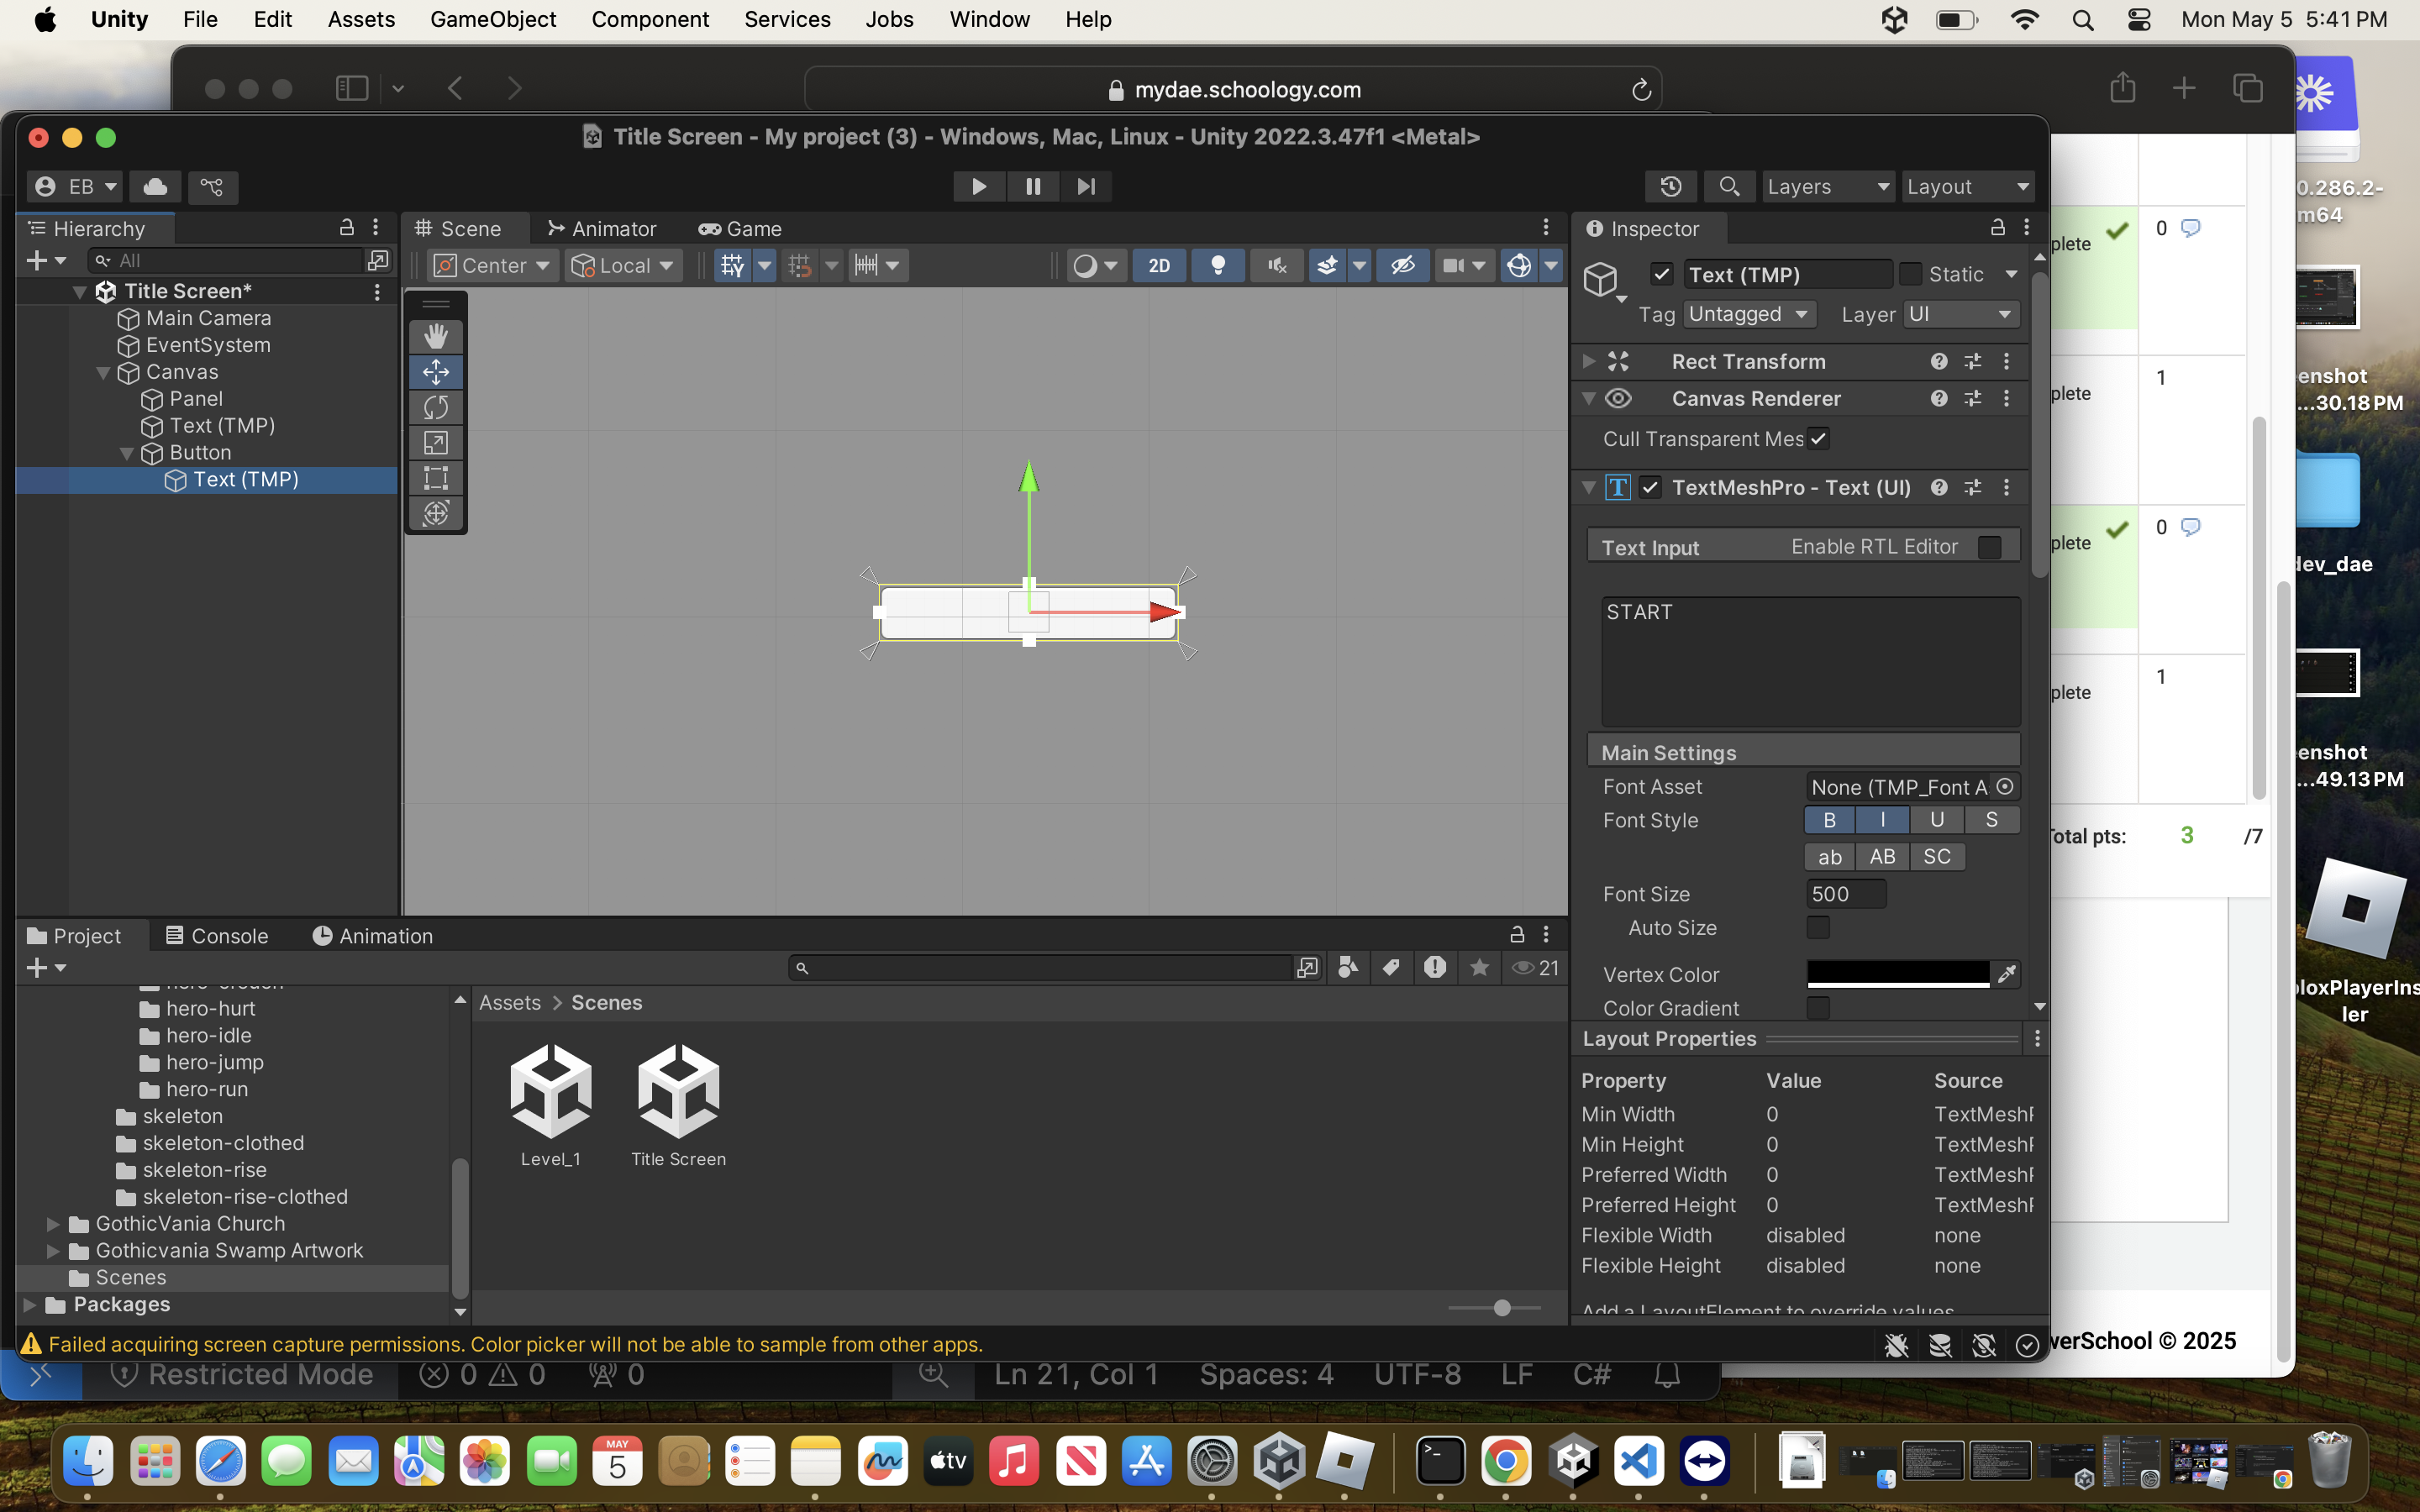 Unity File Edit Assets GameObject Component Services Jobs Window Help Mon May 5 5:41 PM
mydae.schoology.com
Title Screen - My project (3) - Windows, Mac, Linux - Unity 2022.3.47f1 <Metal>
EB Layers Layout
Hierarchy Scene Animator Game Inspector
All Center Local 2D Text (TMP) Static
Tag Untagged Layer UI
Title Screen*
Main Camera
EventSystem
Canvas
Panel
Text (TMP)
Button
Text (TMP)
Rect Transform
Canvas Renderer
Cull Transparent Mes
TextMeshPro - Text (UI)
Text Input Enable RTL Editor
START
Main Settings
Font Asset None (TMP_Font A
Font Style B I U S
ab AB SC
Font Size 500
Auto Size
Vertex Color
Color Gradient
Layout Properties
Property Value Source
Min Width 0 TextMesh
Min Height 0 TextMesh
Preferred Width 0 TextMesh
Preferred Height 0 TextMesh
Flexible Width disabled none
Flexible Height disabled none
Add a LayoutElement to override values
Project Console Animation
21
hero-crouch
hero-hurt
hero-idle
hero-jump
hero-run
skeleton
skeleton-clothed
skeleton-rise
skeleton-rise-clothed
GothicVania Church
Gothicvania Swamp Artwork
Scenes
Packages
Assets > Scenes
Level_1 Title Screen
Failed acquiring screen capture permissions. Color picker will not be able to sample from other apps.
Restricted Mode 0 0 0 Ln 21, Col 1 Spaces: 4 UTF-8 LF C#
plete 0
plete 1
plete 0
plete 1
otal pts: 3 /7
verSchool © 2025
0.286.2-
m64
enshot
...30.18 PM
dev_dae
enshot
...49.13 PM
loxPlayerIns
ler
MAY
5
tv